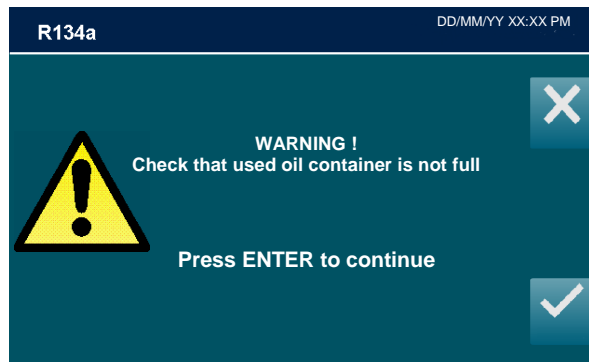 R134a
DD/MM/YY XX:XX PM
WARNING !
Check that used oil container is not full
Press ENTER to continue